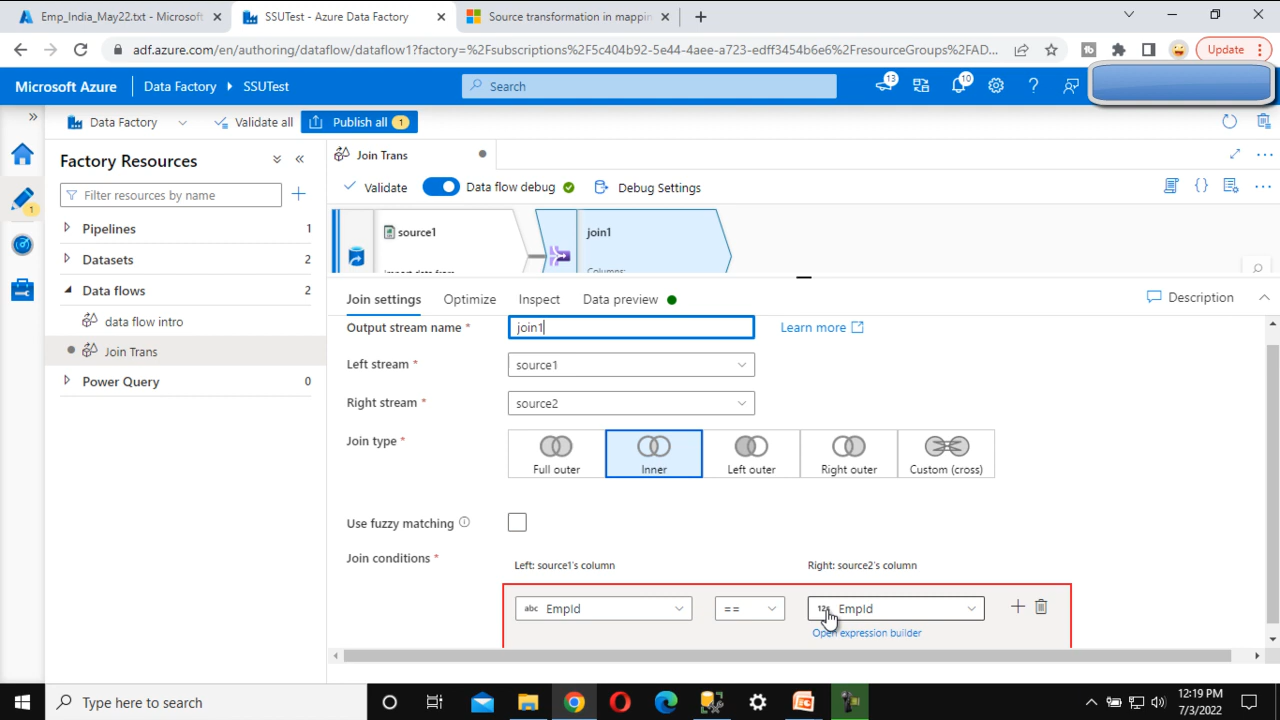 Emp_India_May22.txt - Microsoft
SSUTest - Azure Data Factory
Source transformation in mappin
adf.azure.com/en/authoring/dataflow/dataflow1?factory=%2Fsubscriptions%2F5c404b92-5e44-4aee-a723-edff3454b6e6%2FresourceGroups%2FAD...
Update
Microsoft Azure
Data Factory
SSUTest
Search
13
10
Data Factory
Validate all
Publish all
1
Factory Resources
Filter resources by name
Pipelines
1
Datasets
2
Data flows
2
data flow intro
Join Trans
Power Query
0
1
Join Trans
Validate
Data flow debug
Debug Settings
source1
join1
Columns:
Join settings
Optimize
Inspect
Data preview
Description
Output stream name *
join1
Learn more
Left stream *
source1
Right stream *
source2
Join type *
Full outer
Inner
Left outer
Right outer
Custom (cross)
Use fuzzy matching
Join conditions *
Left: source1's column
Right: source2's column
abc EmpId
==
EmpId
Open expression builder
Type here to search
12:19 PM
7/3/2022